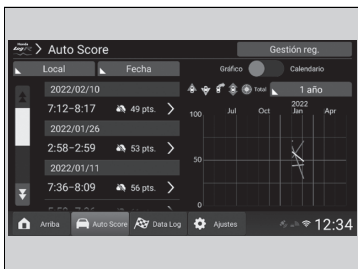 Honda
Log R > Auto Score
Gestión reg.
Local
Fecha
Gráfico
Calendario
2022/02/10
7:12-8:17 49 pts. >
2022/01/26
2:58-2:59 53 pts. >
2022/01/11
7:36-8:09 56 pts. >
Total
1 año
2022
Jul Oct Jan Apr
100
50
0
Arriba
Auto Score
Data Log
Ajustes
12:34